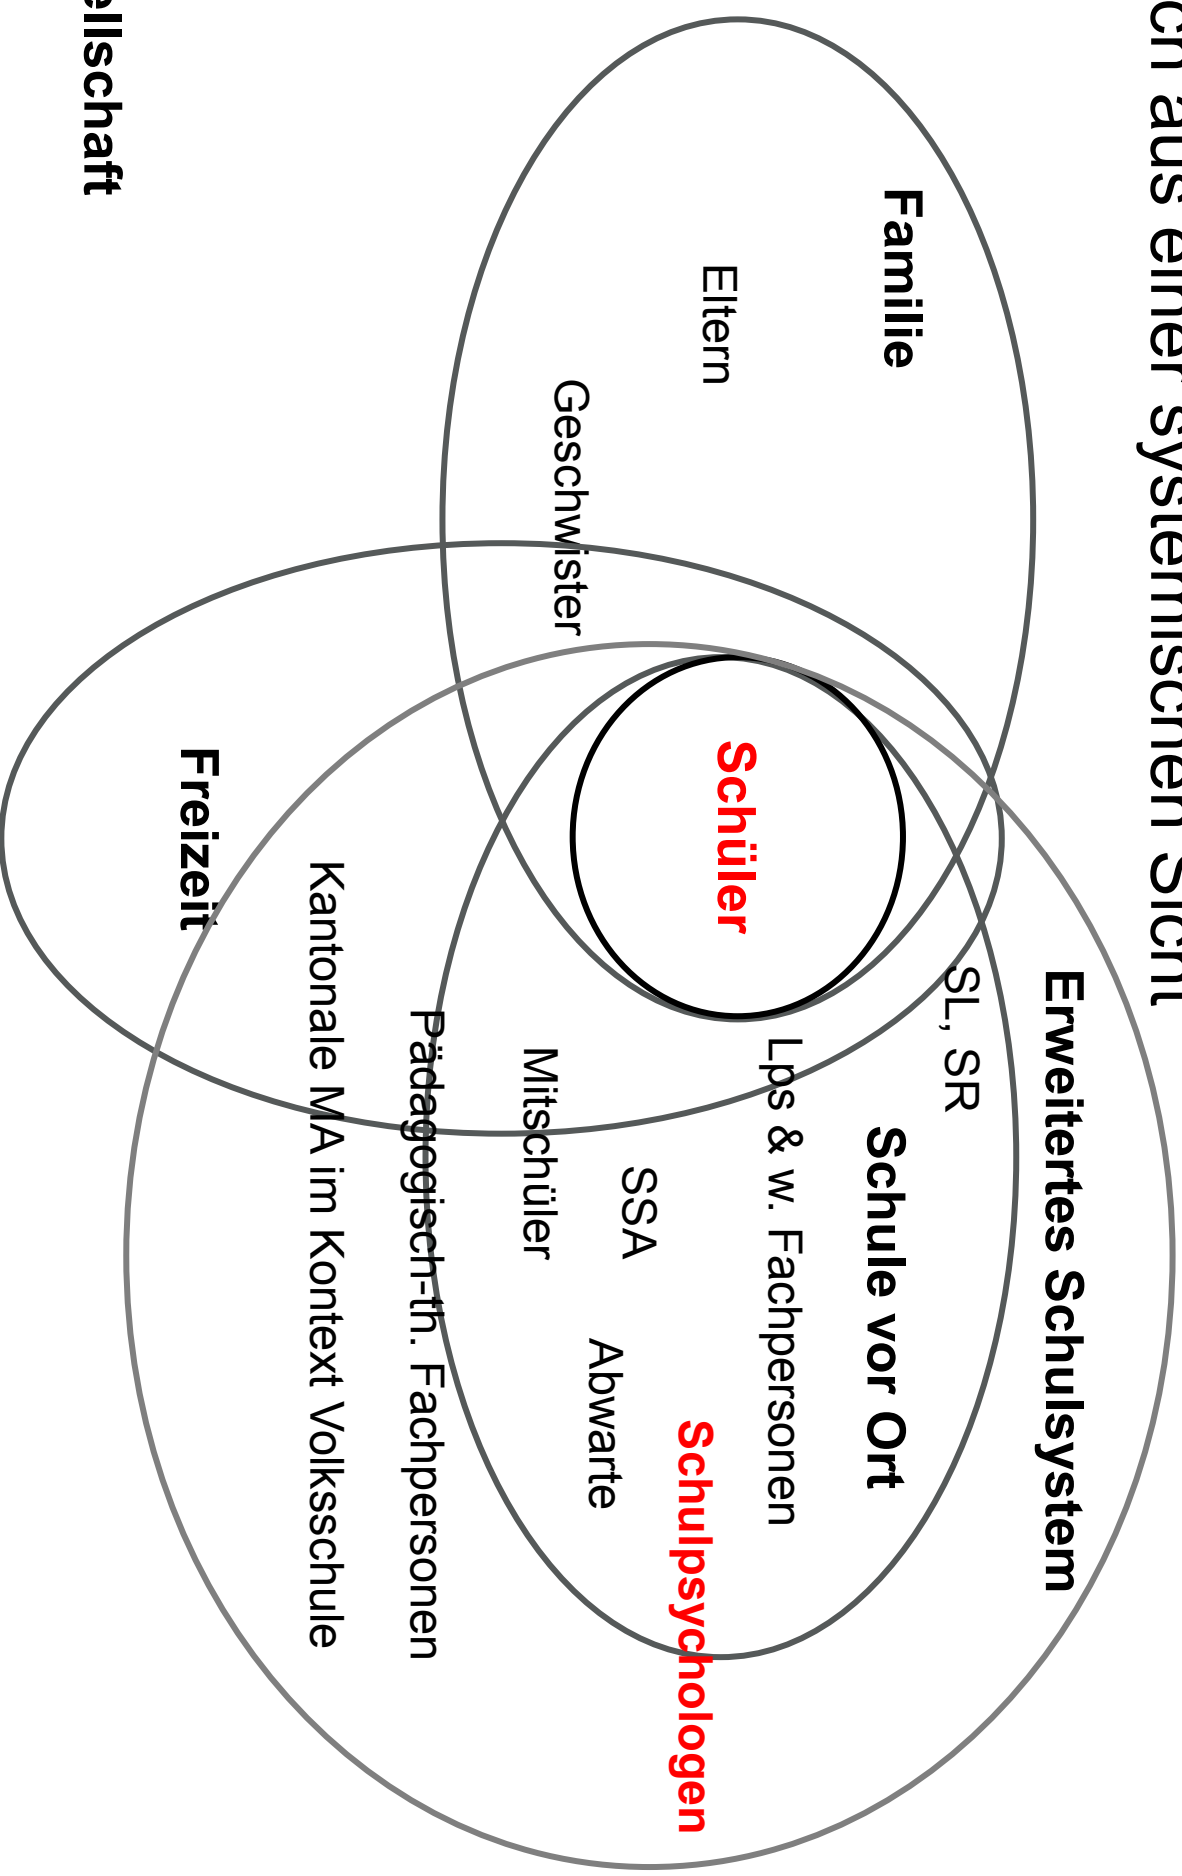 ch aus einer systemischen Sicht
Erweitertes Schulsystem
SL, SR
Familie
Schule vor Ort
Lps & w. Fachpersonen
Schüler
Eltern
Schulpsychologen
SSA
Abwarte
Geschwister
Mitschüler
Pädagogisch-th. Fachpersonen
Kantonale MA im Kontext Volksschule
Freizeit
ellschaft